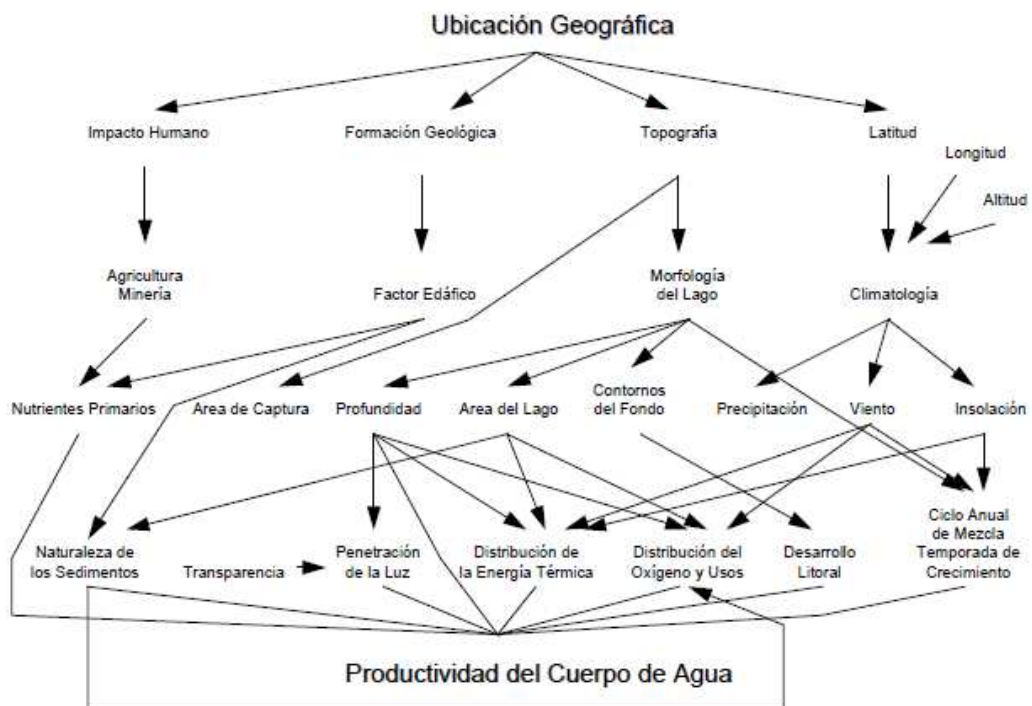 Ubicación Geográfica
Impacto Humano
Formación Geológica
Topografía
Latitud
Longitud
Altitud
Agricultura
Minería
Factor Edáfico
Morfología
del Lago
Climatología
Nutrientes Primarios
Area de Captura
Profundidad
Area del Lago
Contornos
del Fondo
Precipitación
Viento
Insolación
Naturaleza de
los Sedimentos
Transparencia
Penetración
de la Luz
Distribución de
la Energía Térmica
Distribución del
Oxígeno y Usos
Desarrollo
Litoral
Ciclo Anual
de Mezcla
Temporada de
Crecimiento
Productividad del Cuerpo de Agua